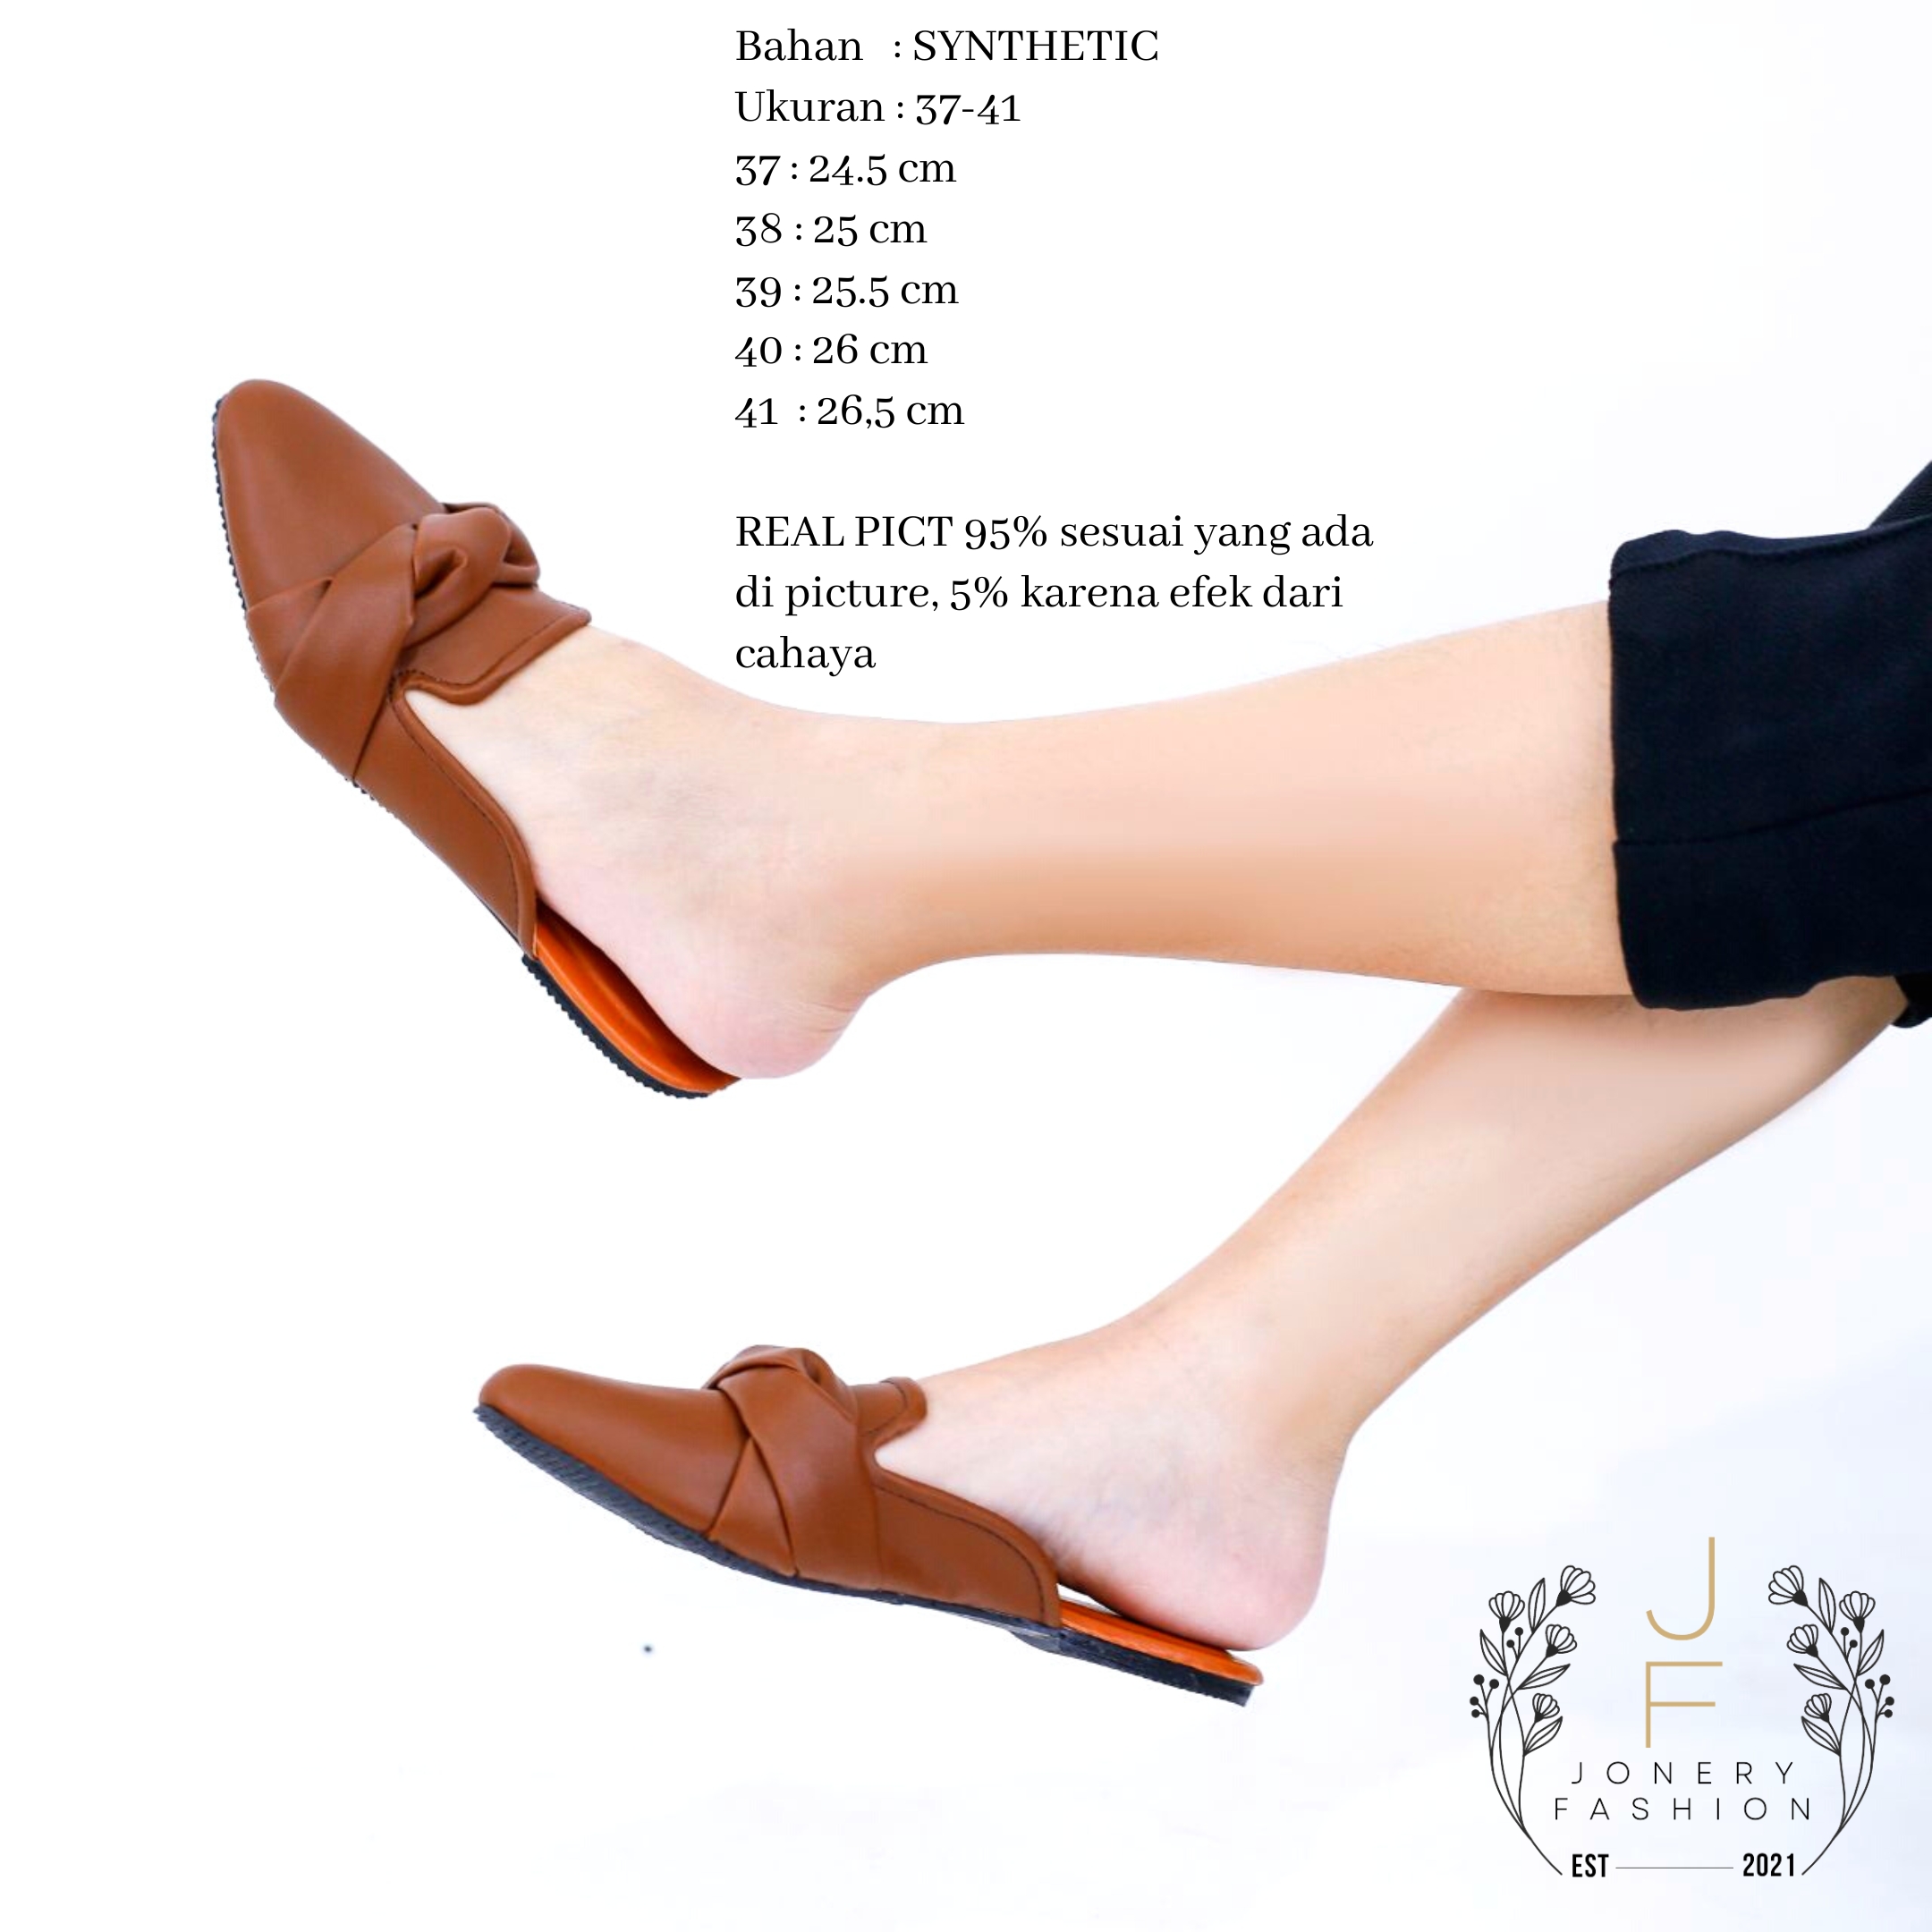 Bahan : SYNTHETIC
Ukuran : 37-41
37 : 24.5 cm
38 : 25 cm
39 : 25.5 cm
40 : 26 cm
41 : 26,5 cm
REAL PICT 95% sesuai yang ada
di picture, 5% karena efek dari
cahaya
J
F
JONERY
FASHION
EST 2021